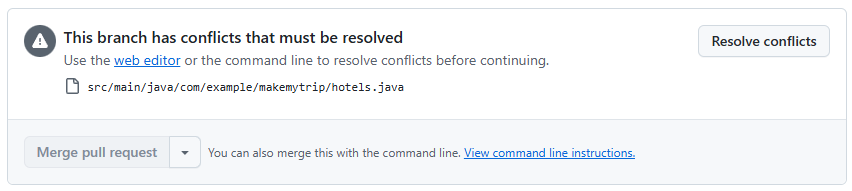 This branch has conflicts that must be resolved
Resolve conflicts
Use the web editor or the command line to resolve conflicts before continuing.
src/main/java/com/example/makemytrip/hotels.java
Merge pull request
You can also merge this with the command line. View command line instructions.